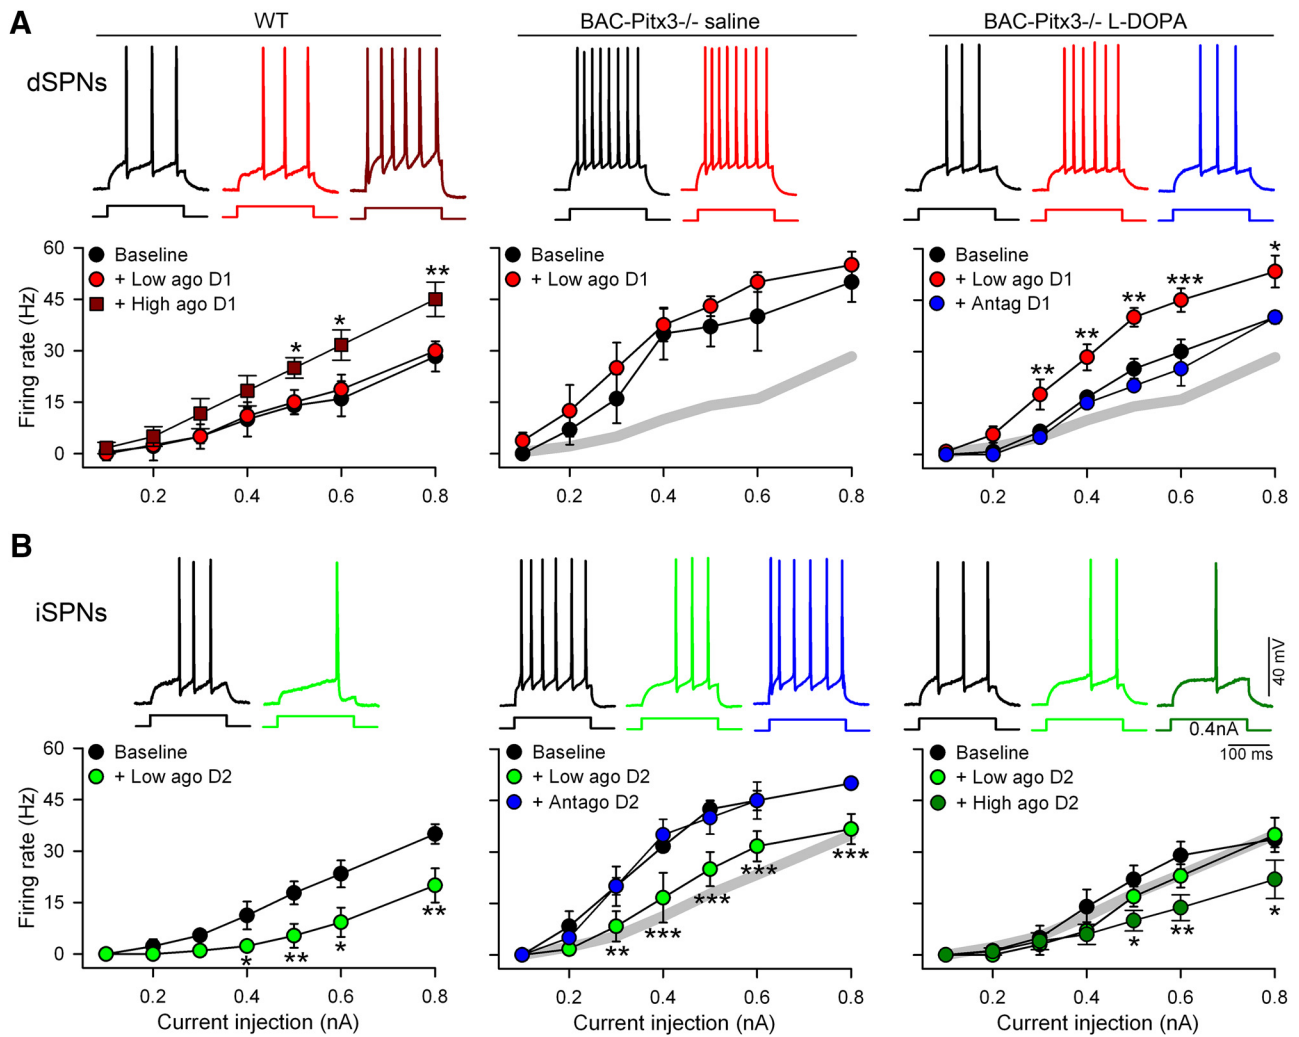 A
WT
BAC-Pitx3-/- saline
BAC-Pitx3-/- L-DOPA
dSPNs
Firing rate (Hz)
60
45
30
15
0
Baseline
+ Low ago D1
+ High ago D1
*
*
**
0.2
0.4
0.6
0.8
Baseline
+ Low ago D1
0.2
0.4
0.6
0.8
Baseline
+ Low ago D1
+ Antag D1
**
**
**
***
*
0.2
0.4
0.6
0.8
B
iSPNs
40 mV
0.4nA
100 ms
Firing rate (Hz)
60
45
30
15
0
Baseline
+ Low ago D2
*
**
*
**
0.2
0.4
0.6
0.8
Current injection (nA)
Baseline
+ Low ago D2
+ Antago D2
**
***
***
***
***
0.2
0.4
0.6
0.8
Current injection (nA)
Baseline
+ Low ago D2
+ High ago D2
*
**
*
0.2
0.4
0.6
0.8
Current injection (nA)